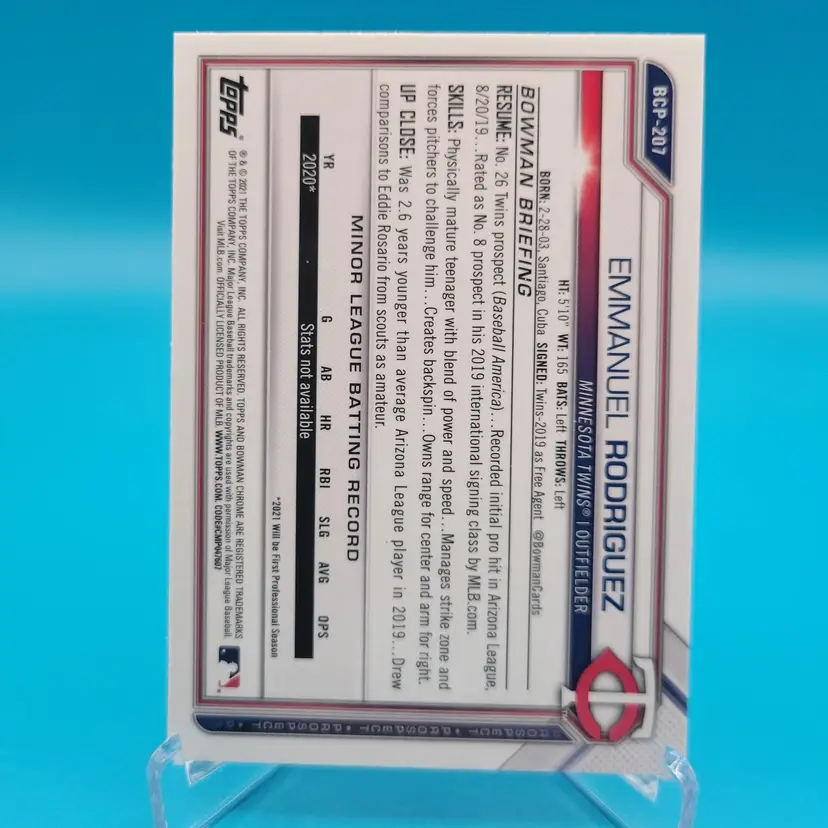 BCP-207
EMMANUEL RODRIGUEZ
MINNESOTA TWINS® | OUTFIELDER
HT: 5'10" WT: 165 BATS: Left THROWS: Left
BORN: 2-28-03, Santiago, Cuba SIGNED: Twins-2019 as Free Agent @BowmanCards
BOWMAN BRIEFING
RESUME: No. 26 Twins prospect (Baseball America)...Recorded initial pro hit in Arizona League,
8/20/19...Rated as No. 8 prospect in his 2019 international signing class by MLB.com.
SKILLS: Physically mature teenager with blend of power and speed...Manages strike zone and
forces pitchers to challenge him...Creates backspin...Owns range for center and arm for right.
UP CLOSE: Was 2.6 years younger than average Arizona League player in 2019...Drew
comparisons to Eddie Rosario from scouts as amateur.
MINOR LEAGUE BATTING RECORD
YR G AB HR RBI SLG AVG OPS
2020* Stats not available
*2021 Will be First Professional Season
topps®
® & © 2021 THE TOPPS COMPANY, INC. ALL RIGHTS RESERVED. TOPPS AND BOWMAN CHROME ARE REGISTERED TRADEMARKS
OF THE TOPPS COMPANY, INC. Major League Baseball trademarks and copyrights are used with permission of Major League Baseball.
Visit MLB.com. OFFICIALLY LICENSED PRODUCT OF MLB. WWW.TOPPS.COM. CODE#CMP047607
PROSPECT • PROSPECT • PROSPECT